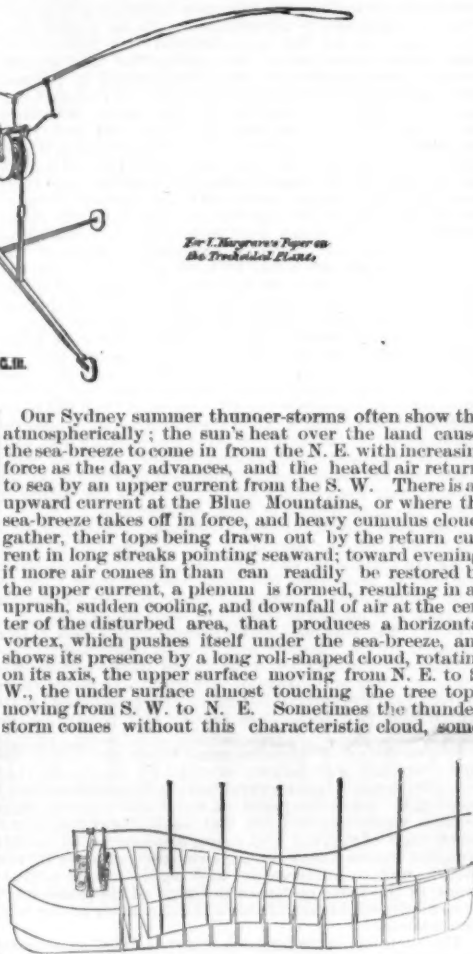 For L. Hargrave's Paper on
the Trochoided Plane.
G.III.
Our Sydney summer thunder-storms often show th
atmospherically; the sun's heat over the land cause
the sea-breeze to come in from the N. E. with increasin
force as the day advances, and the heated air return
to sea by an upper current from the S. W. There is a
upward current at the Blue Mountains, or where th
sea-breeze takes off in force, and heavy cumulus cloud
gather, their tops being drawn out by the return cu
rent in long streaks pointing seaward; toward evening
if more air comes in than can readily be restored b
the upper current, a plenum is formed, resulting in a
uprush, sudden cooling, and downfall of air at the cen
ter of the disturbed area, that produces a horizonta
vortex, which pushes itself under the sea-breeze, an
shows its presence by a long roll-shaped cloud, rotatin
on its axis, the upper surface moving from N. E. to S
W., the under surface almost touching the tree top
moving from S. W. to N. E. Sometimes the thunde
storm comes without this characteristic cloud, some